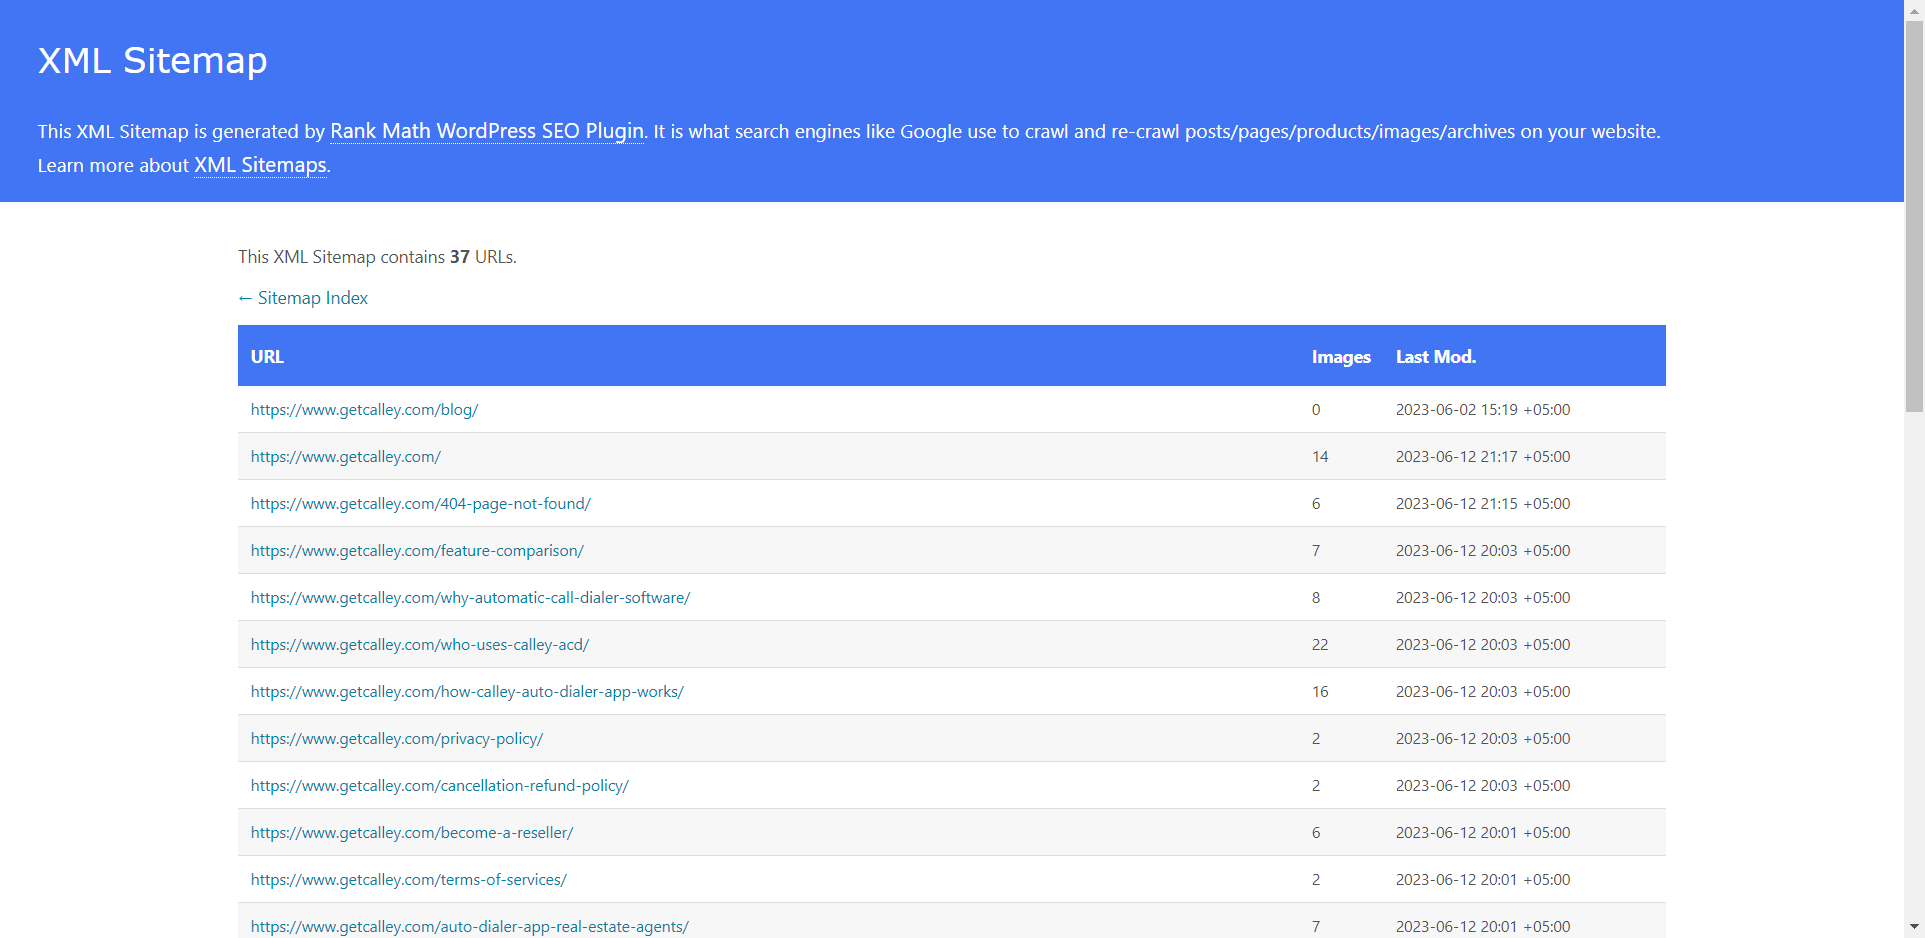 XML Sitemap
This XML Sitemap is generated by Rank Math WordPress SEO Plugin. It is what search engines like Google use to crawl and re-crawl posts/pages/products/images/archives on your website.
Learn more about XML Sitemaps.
This XML Sitemap contains 37 URLs.
← Sitemap Index
URL Images Last Mod.
https://www.getcalley.com/blog/ 0 2023-06-02 15:19 +05:00
https://www.getcalley.com/ 14 2023-06-12 21:17 +05:00
https://www.getcalley.com/404-page-not-found/ 6 2023-06-12 21:15 +05:00
https://www.getcalley.com/feature-comparison/ 7 2023-06-12 20:03 +05:00
https://www.getcalley.com/why-automatic-call-dialer-software/ 8 2023-06-12 20:03 +05:00
https://www.getcalley.com/who-uses-calley-acd/ 22 2023-06-12 20:03 +05:00
https://www.getcalley.com/how-calley-auto-dialer-app-works/ 16 2023-06-12 20:03 +05:00
https://www.getcalley.com/privacy-policy/ 2 2023-06-12 20:03 +05:00
https://www.getcalley.com/cancellation-refund-policy/ 2 2023-06-12 20:03 +05:00
https://www.getcalley.com/become-a-reseller/ 6 2023-06-12 20:01 +05:00
https://www.getcalley.com/terms-of-services/ 2 2023-06-12 20:01 +05:00
https://www.getcalley.com/auto-dialer-app-real-estate-agents/ 7 2023-06-12 20:01 +05:00